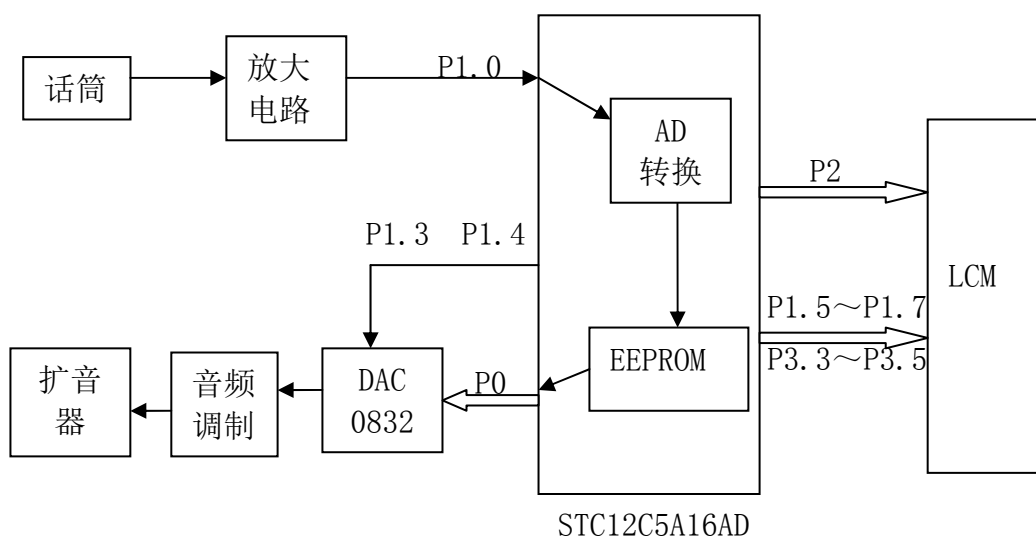 话筒
放大
电路
P1.0
AD
转换
P2
LCM
P1.3 P1.4
P1.5～P1.7
P3.3～P3.5
EEPROM
P0
DAC
0832
音频
调制
扩音
器
STC12C5A16AD